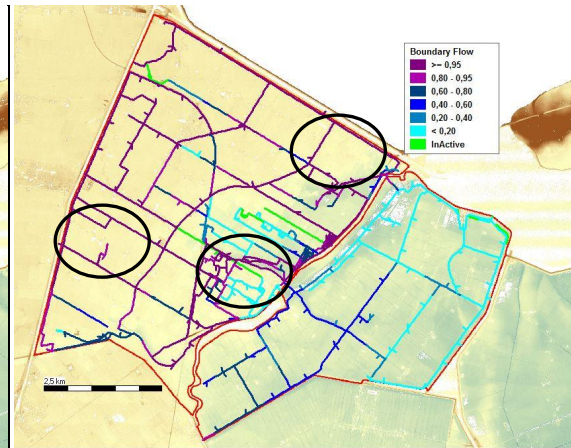 Boundary Flow
>= 0,95
0,80 - 0,95
0,60 - 0,80
0,40 - 0,60
0,20 - 0,40
< 0,20
InActive
2,5 km